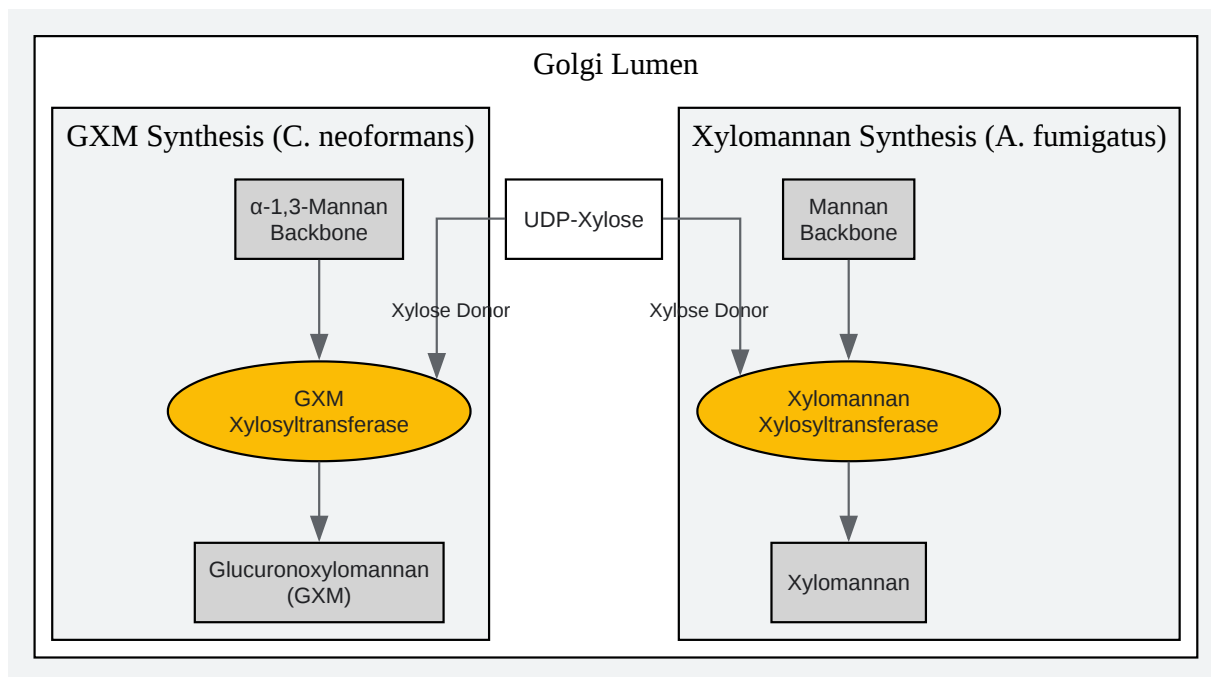 Golgi Lumen
GXM Synthesis (C. neoformans)
α-1,3-Mannan
Backbone
UDP-Xylose
Xylose Donor
GXM
Xylosyltransferase
Glucuronoxylomannan
(GXM)
Xylomannan Synthesis (A. fumigatus)
Mannan
Backbone
Xylose Donor
Xylomannan
Xylosyltransferase
Xylomannan